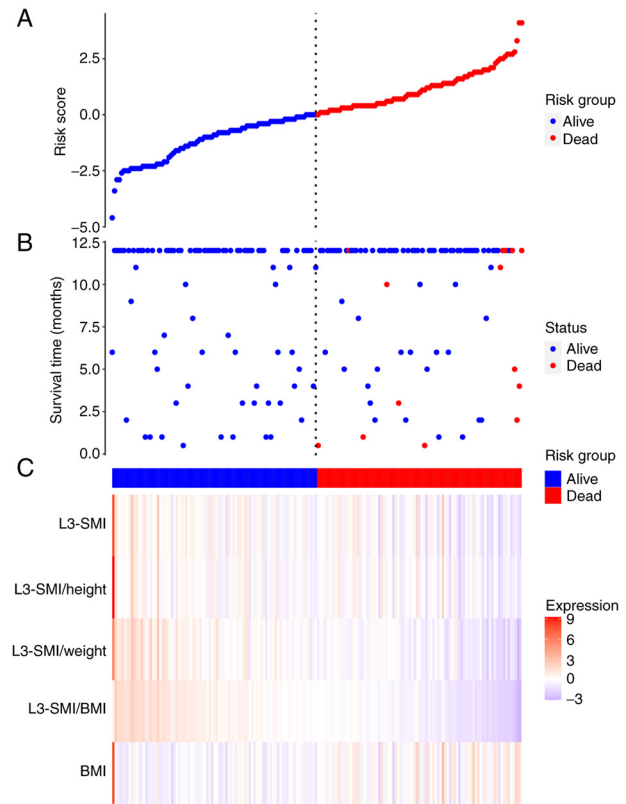 A
Risk score
2.5
0.0
−2.5
−5.0
Risk group
Alive
Dead
B
Survival time (months)
12.5
10.0
7.5
5.0
2.5
0.0
Status
Alive
Dead
C
Risk group
Alive
Dead
L3-SMI
L3-SMI/height
L3-SMI/weight
L3-SMI/BMI
BMI
Expression
9
6
3
0
−3